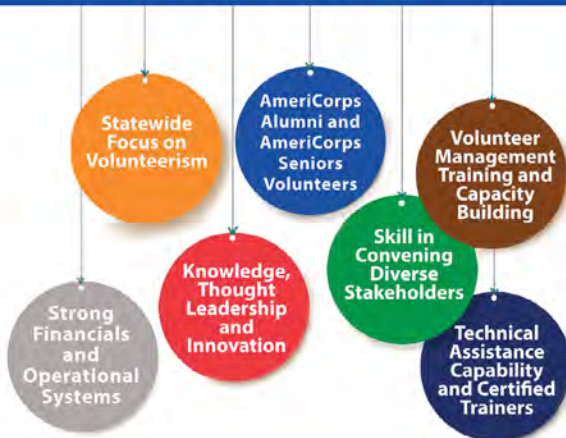 Statewide
Focus on
Volunteerism
AmeriCorps
Alumni and
AmeriCorps
Seniors
Volunteers
Volunteer
Management
Training and
Capacity
Building
Strong
Financials
and
Operational
Systems
Knowledge,
Thought
Leadership
and
Innovation
Skill in
Convening
Diverse
Stakeholders
Technical
Assistance
Capability
and Certified
Trainers